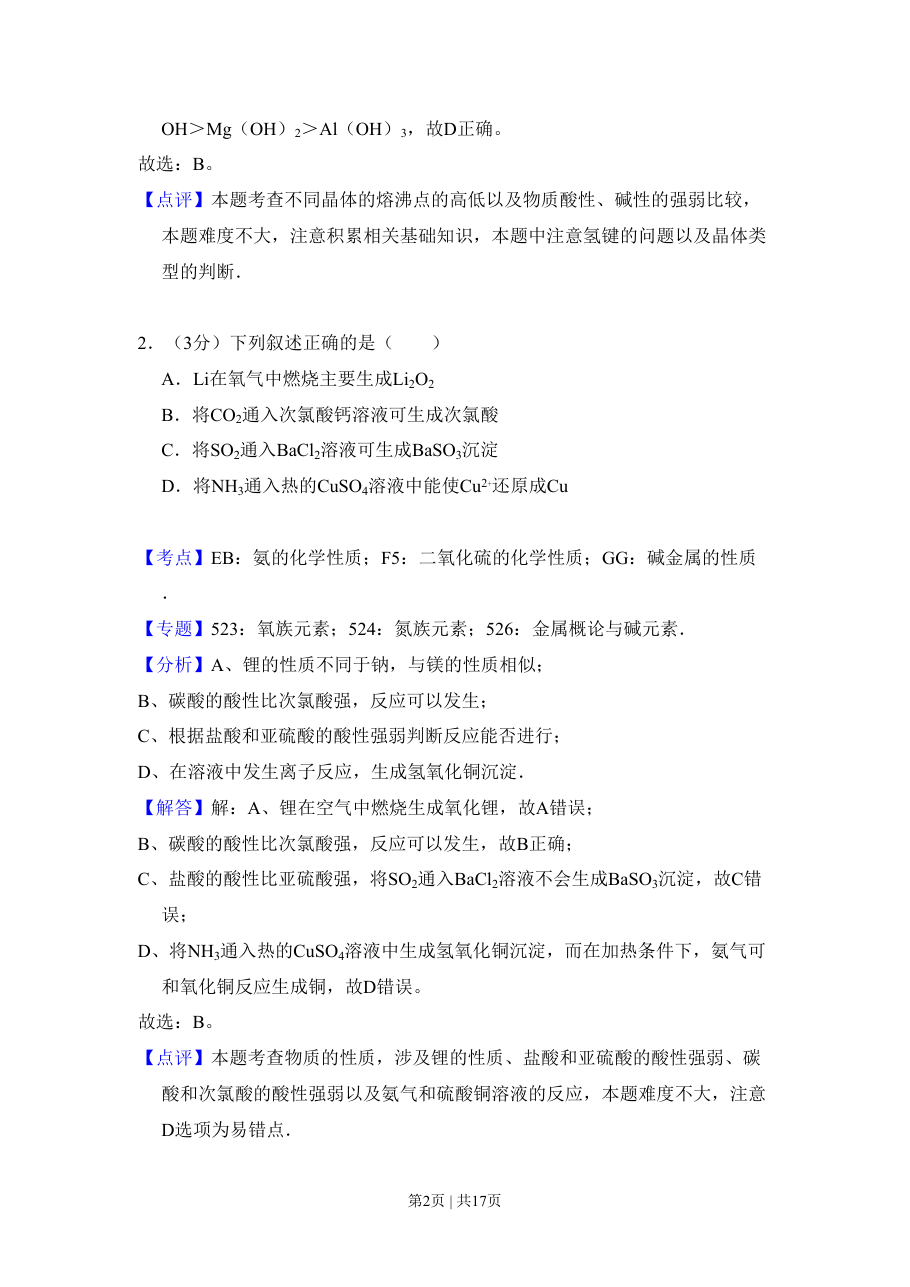 OH＞Mg（OH）₂＞Al（OH）₃，故D正确。
故选：B。
【点评】本题考查不同晶体的熔沸点的高低以及物质酸性、碱性的强弱比较，
本题难度不大，注意积累相关基础知识，本题中注意氢键的问题以及晶体类
型的判断．
2．（3分）下列叙述正确的是（　　）
A．Li在氧气中燃烧主要生成Li₂O₂
B．将CO₂通入次氯酸钙溶液可生成次氯酸
C．将SO₂通入BaCl₂溶液可生成BaSO₃沉淀
D．将NH₃通入热的CuSO₄溶液中能使Cu²⁺还原成Cu
【考点】EB：氨的化学性质；F5：二氧化硫的化学性质；GG：碱金属的性质
．
【专题】523：氧族元素；524：氮族元素；526：金属概论与碱元素．
【分析】A、锂的性质不同于钠，与镁的性质相似；
B、碳酸的酸性比次氯酸强，反应可以发生；
C、根据盐酸和亚硫酸的酸性强弱判断反应能否进行；
D、在溶液中发生离子反应，生成氢氧化铜沉淀．
【解答】解：A、锂在空气中燃烧生成氧化锂，故A错误；
B、碳酸的酸性比次氯酸强，反应可以发生，故B正确；
C、盐酸的酸性比亚硫酸强，将SO₂通入BaCl₂溶液不会生成BaSO₃沉淀，故C错
误；
D、将NH₃通入热的CuSO₄溶液中生成氢氧化铜沉淀，而在加热条件下，氨气可
和氧化铜反应生成铜，故D错误。
故选：B。
【点评】本题考查物质的性质，涉及锂的性质、盐酸和亚硫酸的酸性强弱、碳
酸和次氯酸的酸性强弱以及氨气和硫酸铜溶液的反应，本题难度不大，注意
D选项为易错点．
第2页 | 共17页